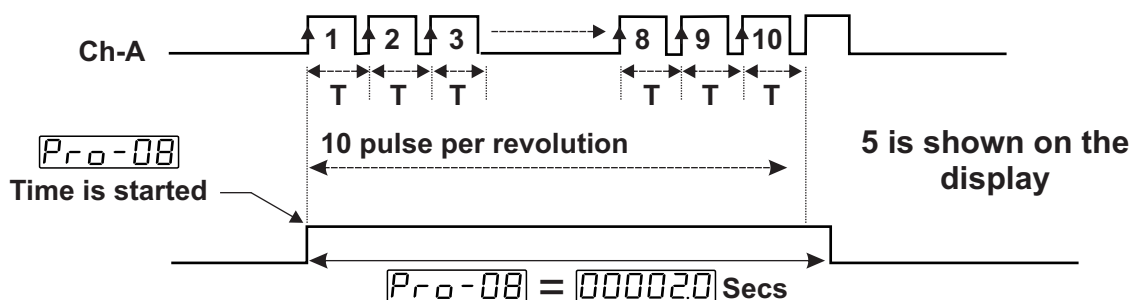 Ch-A 1 2 3 8 9 10
T T T T T T
10 pulse per revolution
Pro-08
Time is started
5 is shown on the
display
Pro-08 = 00002.0 Secs